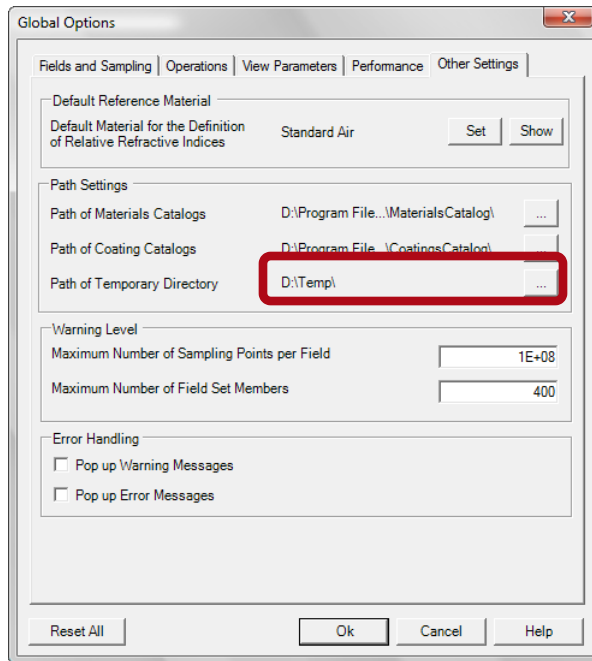 Global Options
Fields and Sampling
Operations
View Parameters
Performance
Other Settings
Default Reference Material
Default Material for the Definition
of Relative Refractive Indices
Standard Air
Set
Show
Path Settings
Path of Materials Catalogs
D:\Program File...\MaterialsCatalog\
...
Path of Coating Catalogs
D:\Program File...\CoatingsCatalog\
...
Path of Temporary Directory
D:\Temp\
...
Warning Level
Maximum Number of Sampling Points per Field
1E+08
Maximum Number of Field Set Members
400
Error Handling
Pop up Warning Messages
Pop up Error Messages
Reset All
Ok
Cancel
Help